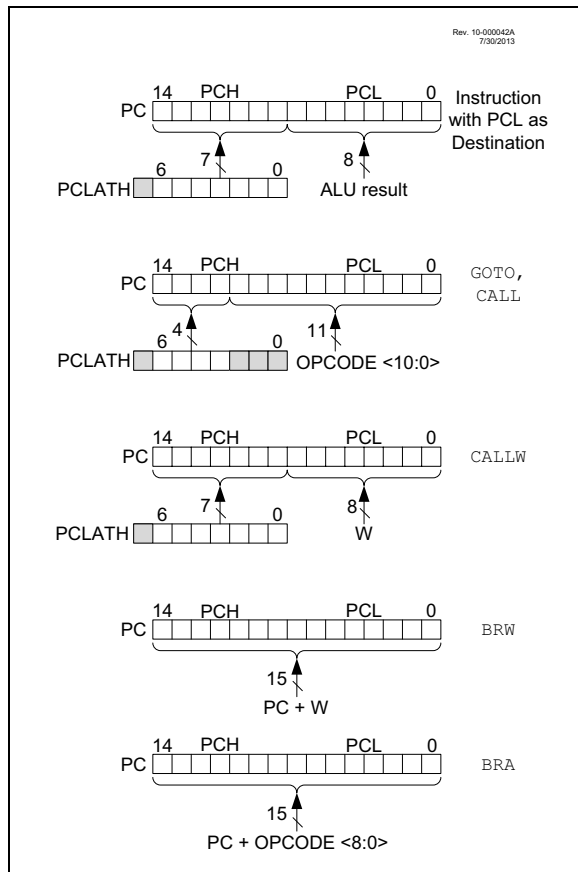 Rev. 10-000042A
7/30/2013
14 PCH PCL 0
PC
Instruction
with PCL as
Destination
7 8
6 0
PCLATH
ALU result
14 PCH PCL 0
PC
GOTO,
CALL
4 11
6 0
PCLATH
OPCODE <10:0>
14 PCH PCL 0
PC
CALLW
7 8
6 0
PCLATH
W
14 PCH PCL 0
PC
BRW
15
PC + W
14 PCH PCL 0
PC
BRA
15
PC + OPCODE <8:0>